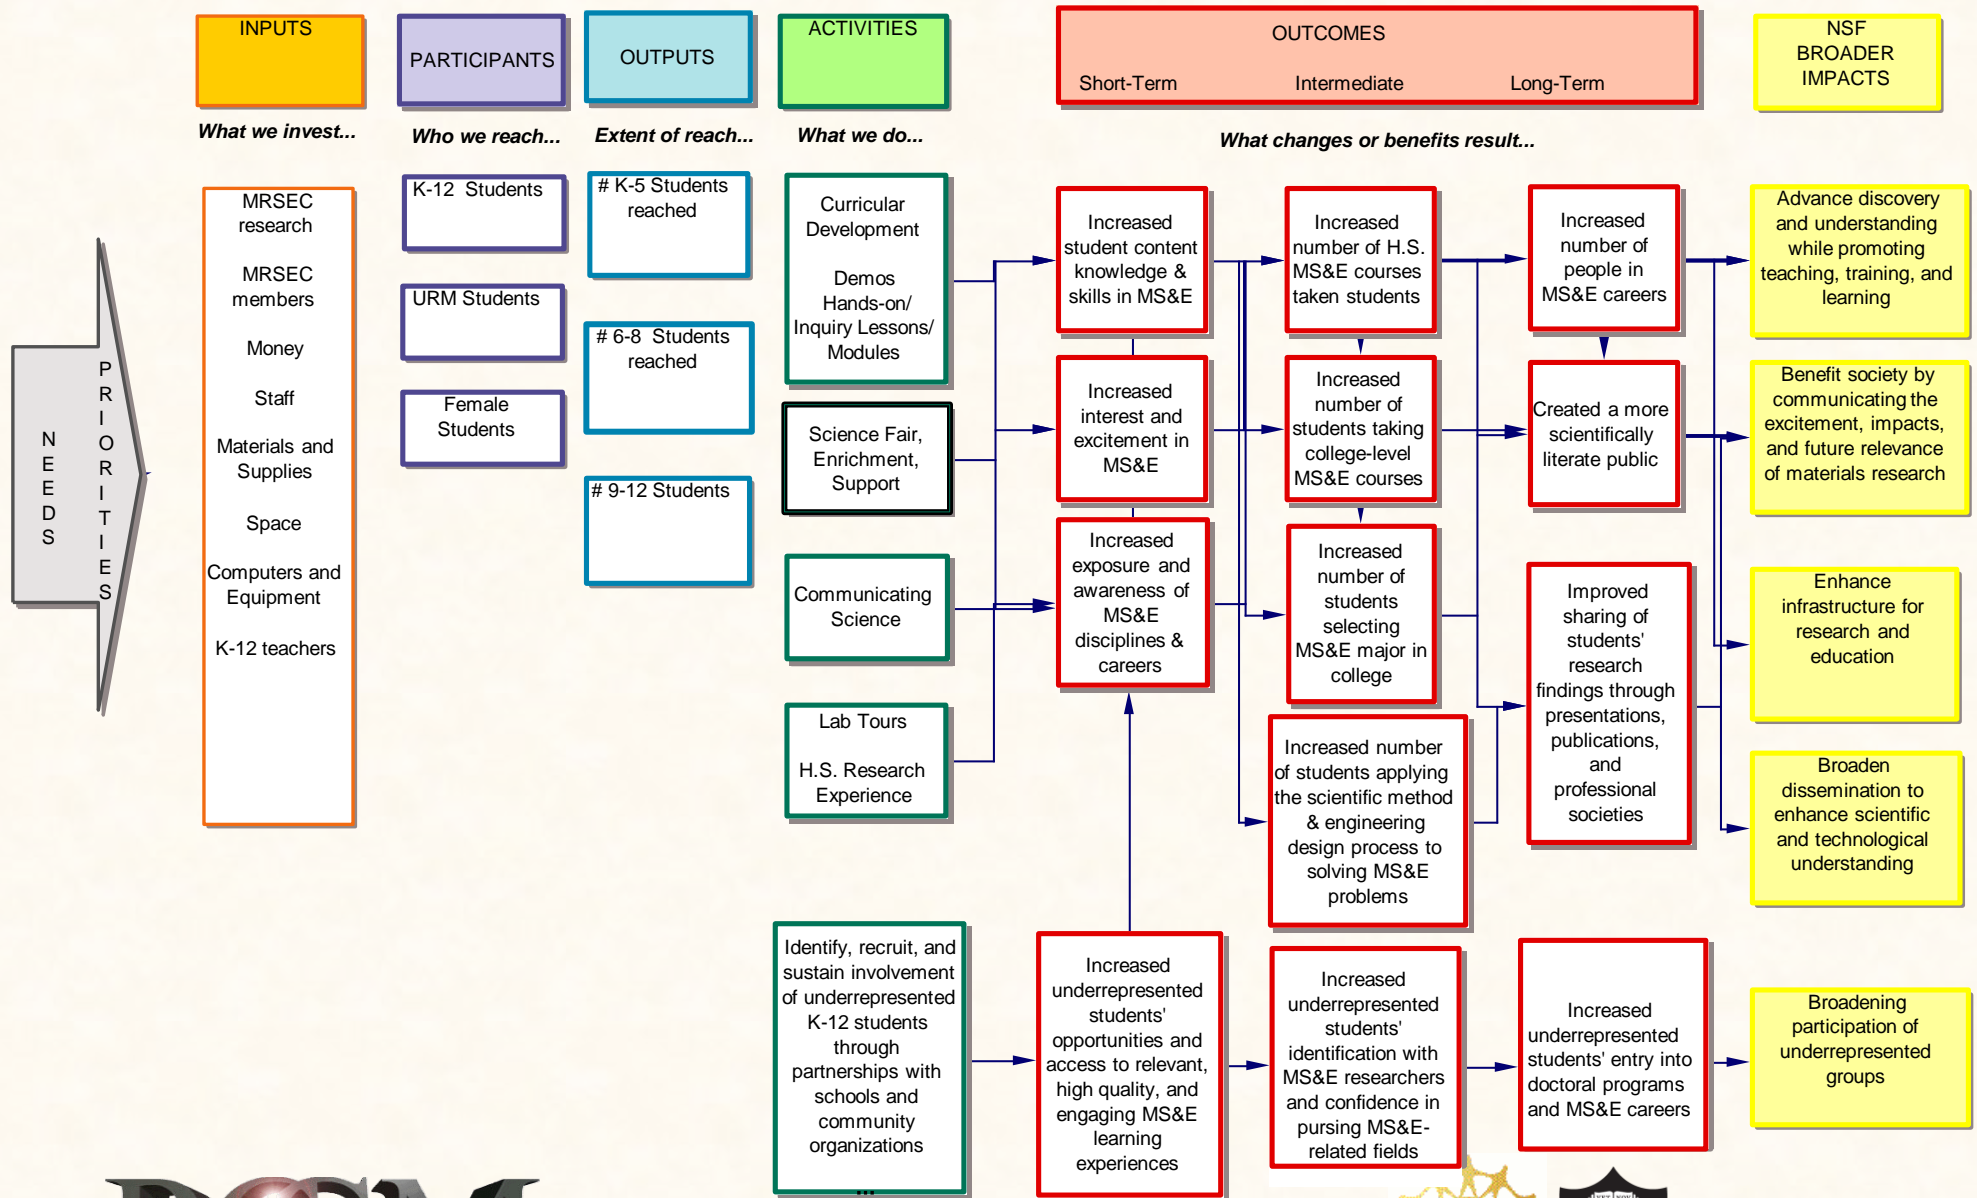 INPUTS
PARTICIPANTS
OUTPUTS
ACTIVITIES
OUTCOMES
Short-Term
Intermediate
Long-Term
NSF
BROADER
IMPACTS
What we invest...
Who we reach...
Extent of reach...
What we do...
What changes or benefits result...
NEEDS
PRIORITIES
MRSEC
research
MRSEC
members
Money
Staff
Materials and
Supplies
Space
Computers and
Equipment
K-12 teachers
K-12 Students
URM Students
Female
Students
# K-5 Students
reached
# 6-8 Students
reached
# 9-12 Students
Curricular
Development
Demos
Hands-on/
Inquiry Lessons/
Modules
Science Fair,
Enrichment,
Support
Communicating
Science
Lab Tours
H.S. Research
Experience
Identify, recruit, and
sustain involvement
of underrepresented
K-12 students
through
partnerships with
schools and
community
organizations
...
Increased
student content
knowledge &
skills in MS&E
Increased
interest and
excitement in
MS&E
Increased
exposure and
awareness of
MS&E
disciplines &
careers
Increased
underrepresented
students'
opportunities and
access to relevant,
high quality, and
engaging MS&E
learning
experiences
Increased
number of H.S.
MS&E courses
taken students
Increased
number of
students taking
college-level
MS&E courses
Increased
number of
students
selecting
MS&E major in
college
Increased number
of students applying
the scientific method
& engineering
design process to
solving MS&E
problems
Increased
underrepresented
students'
identification with
MS&E researchers
and confidence in
pursing MS&E-
related fields
Increased
number of
people in
MS&E careers
Created a more
scientifically
literate public
Improved
sharing of
students'
research
findings through
presentations,
publications,
and
professional
societies
Increased
underrepresented
students' entry into
doctoral programs
and MS&E careers
Advance discovery
and understanding
while promoting
teaching, training, and
learning
Benefit society by
communicating the
excitement, impacts,
and future relevance
of materials research
Enhance
infrastructure for
research and
education
Broaden
dissemination to
enhance scientific
and technological
understanding
Broadening
participation of
underrepresented
groups